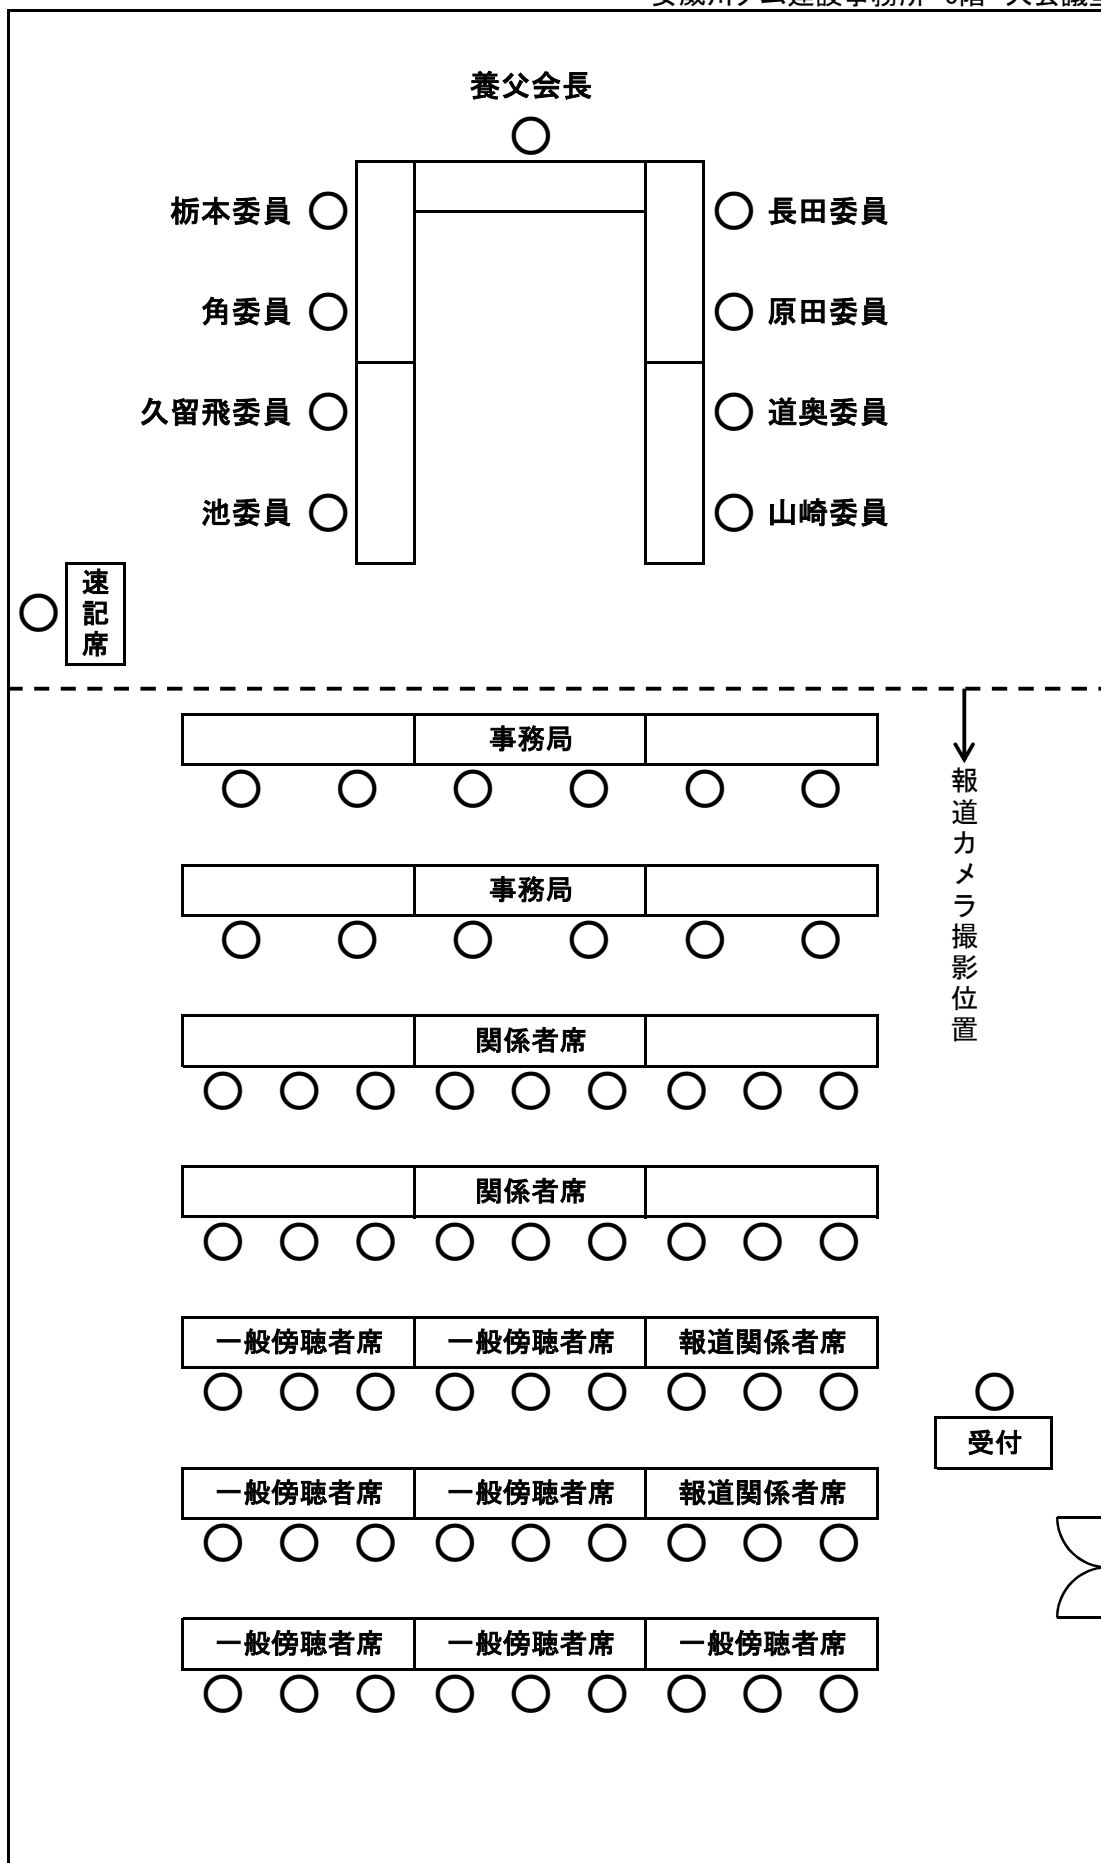 養父会長
栃本委員 長田委員
角委員 原田委員
久留飛委員 道奥委員
池委員 山崎委員
速記席
事務局
報道カメラ撮影位置
事務局
関係者席
関係者席
一般傍聴者席 一般傍聴者席 報道関係者席
受付
一般傍聴者席 一般傍聴者席 報道関係者席
一般傍聴者席 一般傍聴者席 一般傍聴者席